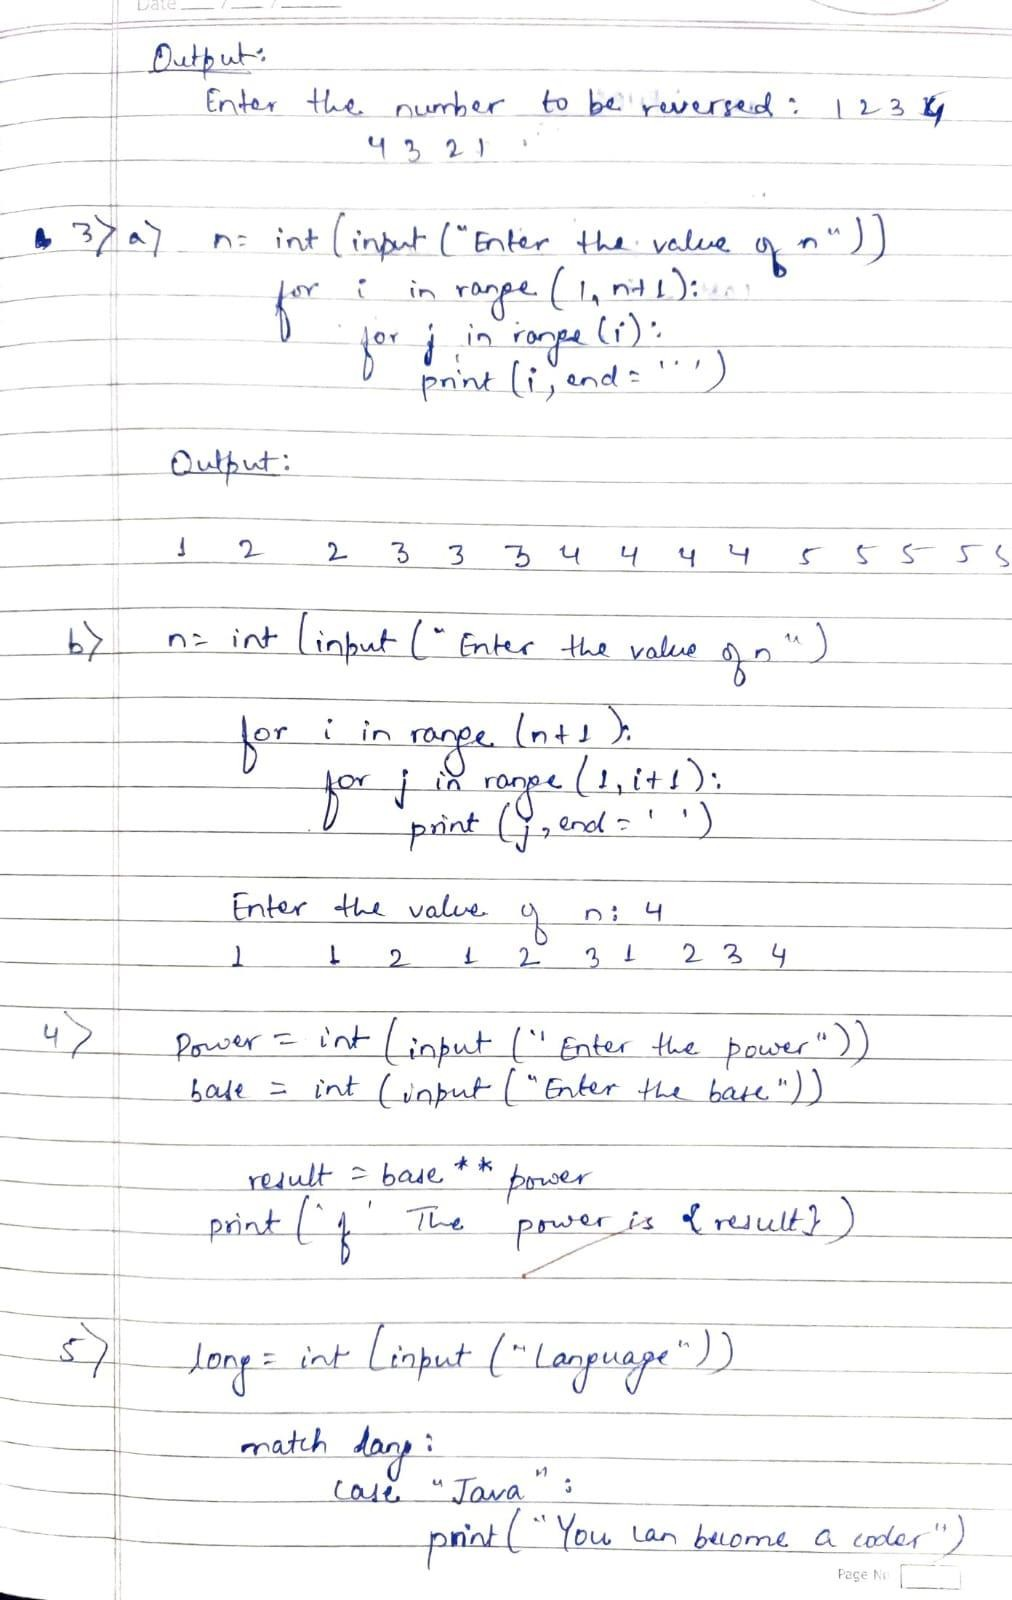 Date / /
Output:
Enter the number to be reversed: 1 2 3 4
4 3 2 1
3> a> n= int (input ("Enter the value of n"))
for i in range (1, n+1):
for j in range (i):
print (i, end = " ")
Output:
1 2 2 3 3 3 4 4 4 4 5 5 5 5 5
b> n= int (input (" Enter the value of n")
for i in range (n+1):
for j in range (1, i+1):
print (j, end = ' ')
Enter the value of n: 4
1 1 2 1 2 3 1 2 3 4
4> Power = int (input (" Enter the power"))
base = int (input ("Enter the base"))
result = base ** power
print (`f' The power is {result})
5> long= int (input ("Language"))
match lang:
case "Java":
print ("You can become a coder")
Page No